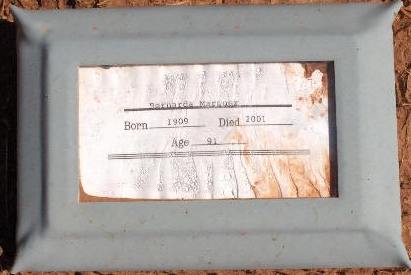 Bernarda Marquez
Born 1909 Died 2001
Age 91